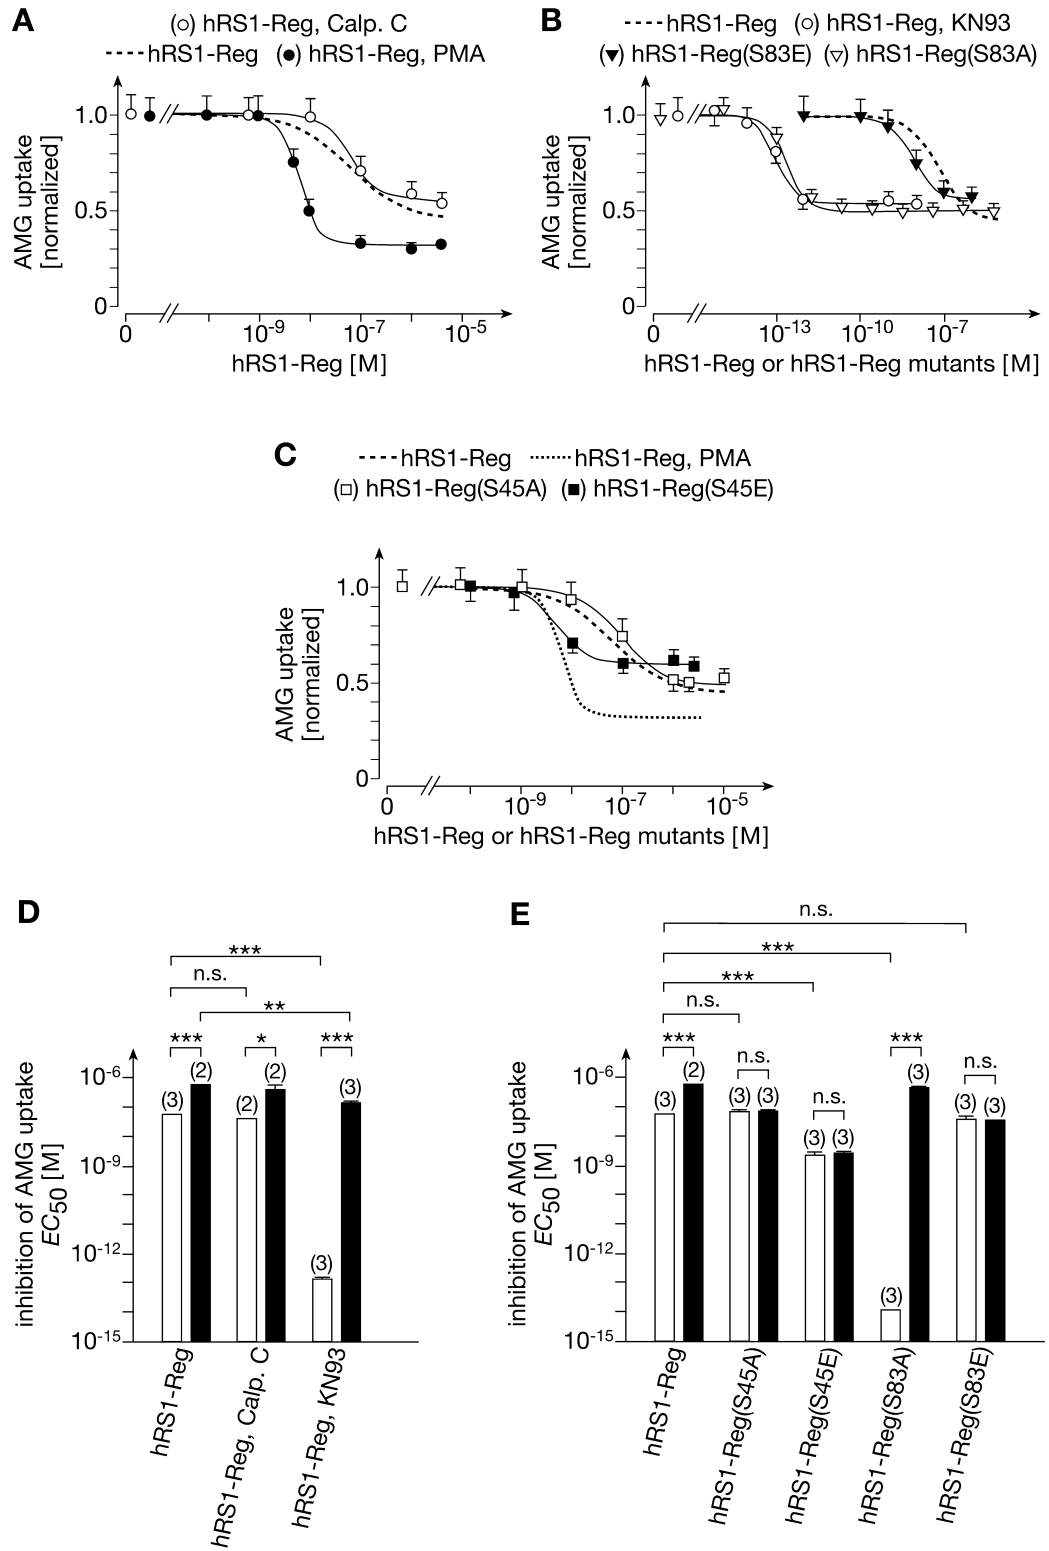 A
(○) hRS1-Reg, Calp. C
hRS1-Reg (●) hRS1-Reg, PMA
1.0
0.5
0
AMG uptake
[normalized]
0 10-9 10-7 10-5
hRS1-Reg [M]
B
hRS1-Reg (○) hRS1-Reg, KN93
(▼) hRS1-Reg(S83E) (▽) hRS1-Reg(S83A)
1.0
0.5
0
AMG uptake
[normalized]
0 10-13 10-10 10-7
hRS1-Reg or hRS1-Reg mutants [M]
C
hRS1-Reg hRS1-Reg, PMA
(□) hRS1-Reg(S45A) (■) hRS1-Reg(S45E)
1.0
0.5
0
AMG uptake
[normalized]
0 10-9 10-7 10-5
hRS1-Reg or hRS1-Reg mutants [M]
D
***
n.s.
**
*** * ***
(3) (2) (2) (2) (3) (3)
10-6
10-9
10-12
10-15
inhibition of AMG uptake
EC50 [M]
hRS1-Reg
hRS1-Reg, Calp. C
hRS1-Reg, KN93
E
n.s.
***
***
n.s.
*** n.s. n.s. *** n.s.
(3) (2) (3) (3) (3) (3) (3) (3) (3) (3)
10-6
10-9
10-12
10-15
inhibition of AMG uptake
EC50 [M]
hRS1-Reg
hRS1-Reg(S45A)
hRS1-Reg(S45E)
hRS1-Reg(S83A)
hRS1-Reg(S83E)